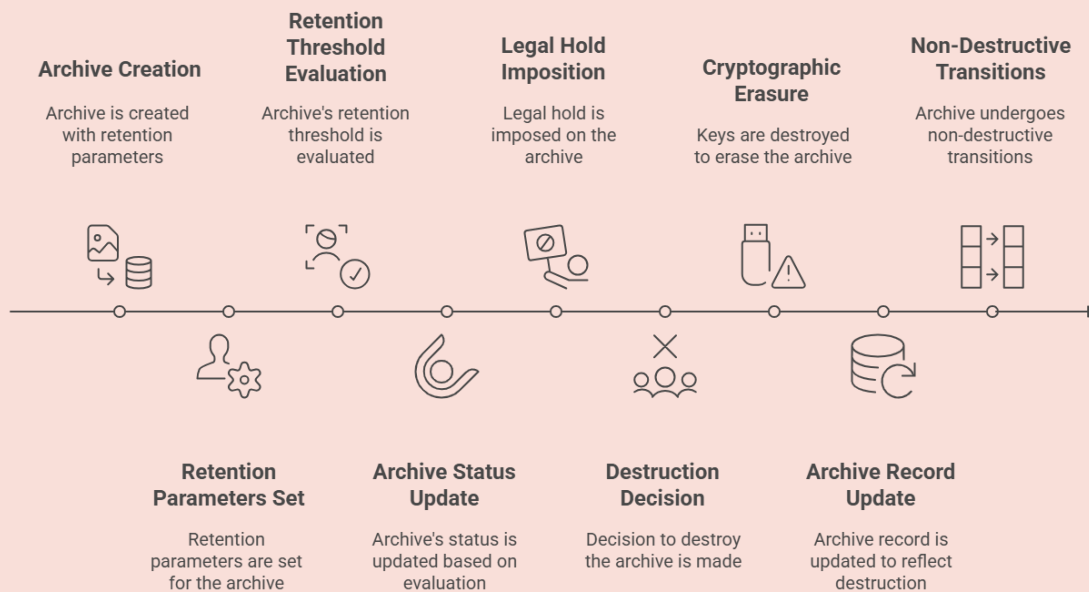 Archive Creation
Archive is created
with retention
parameters
Retention
Parameters Set
Retention
parameters are set
for the archive
Retention
Threshold
Evaluation
Archive's retention
threshold is
evaluated
Archive Status
Update
Archive's status is
updated based on
evaluation
Legal Hold
Imposition
Legal hold is
imposed on the
archive
Destruction
Decision
Decision to destroy
the archive is made
Cryptographic
Erasure
Keys are destroyed
to erase the archive
Archive Record
Update
Archive record is
updated to reflect
destruction
Non-Destructive
Transitions
Archive undergoes
non-destructive
transitions